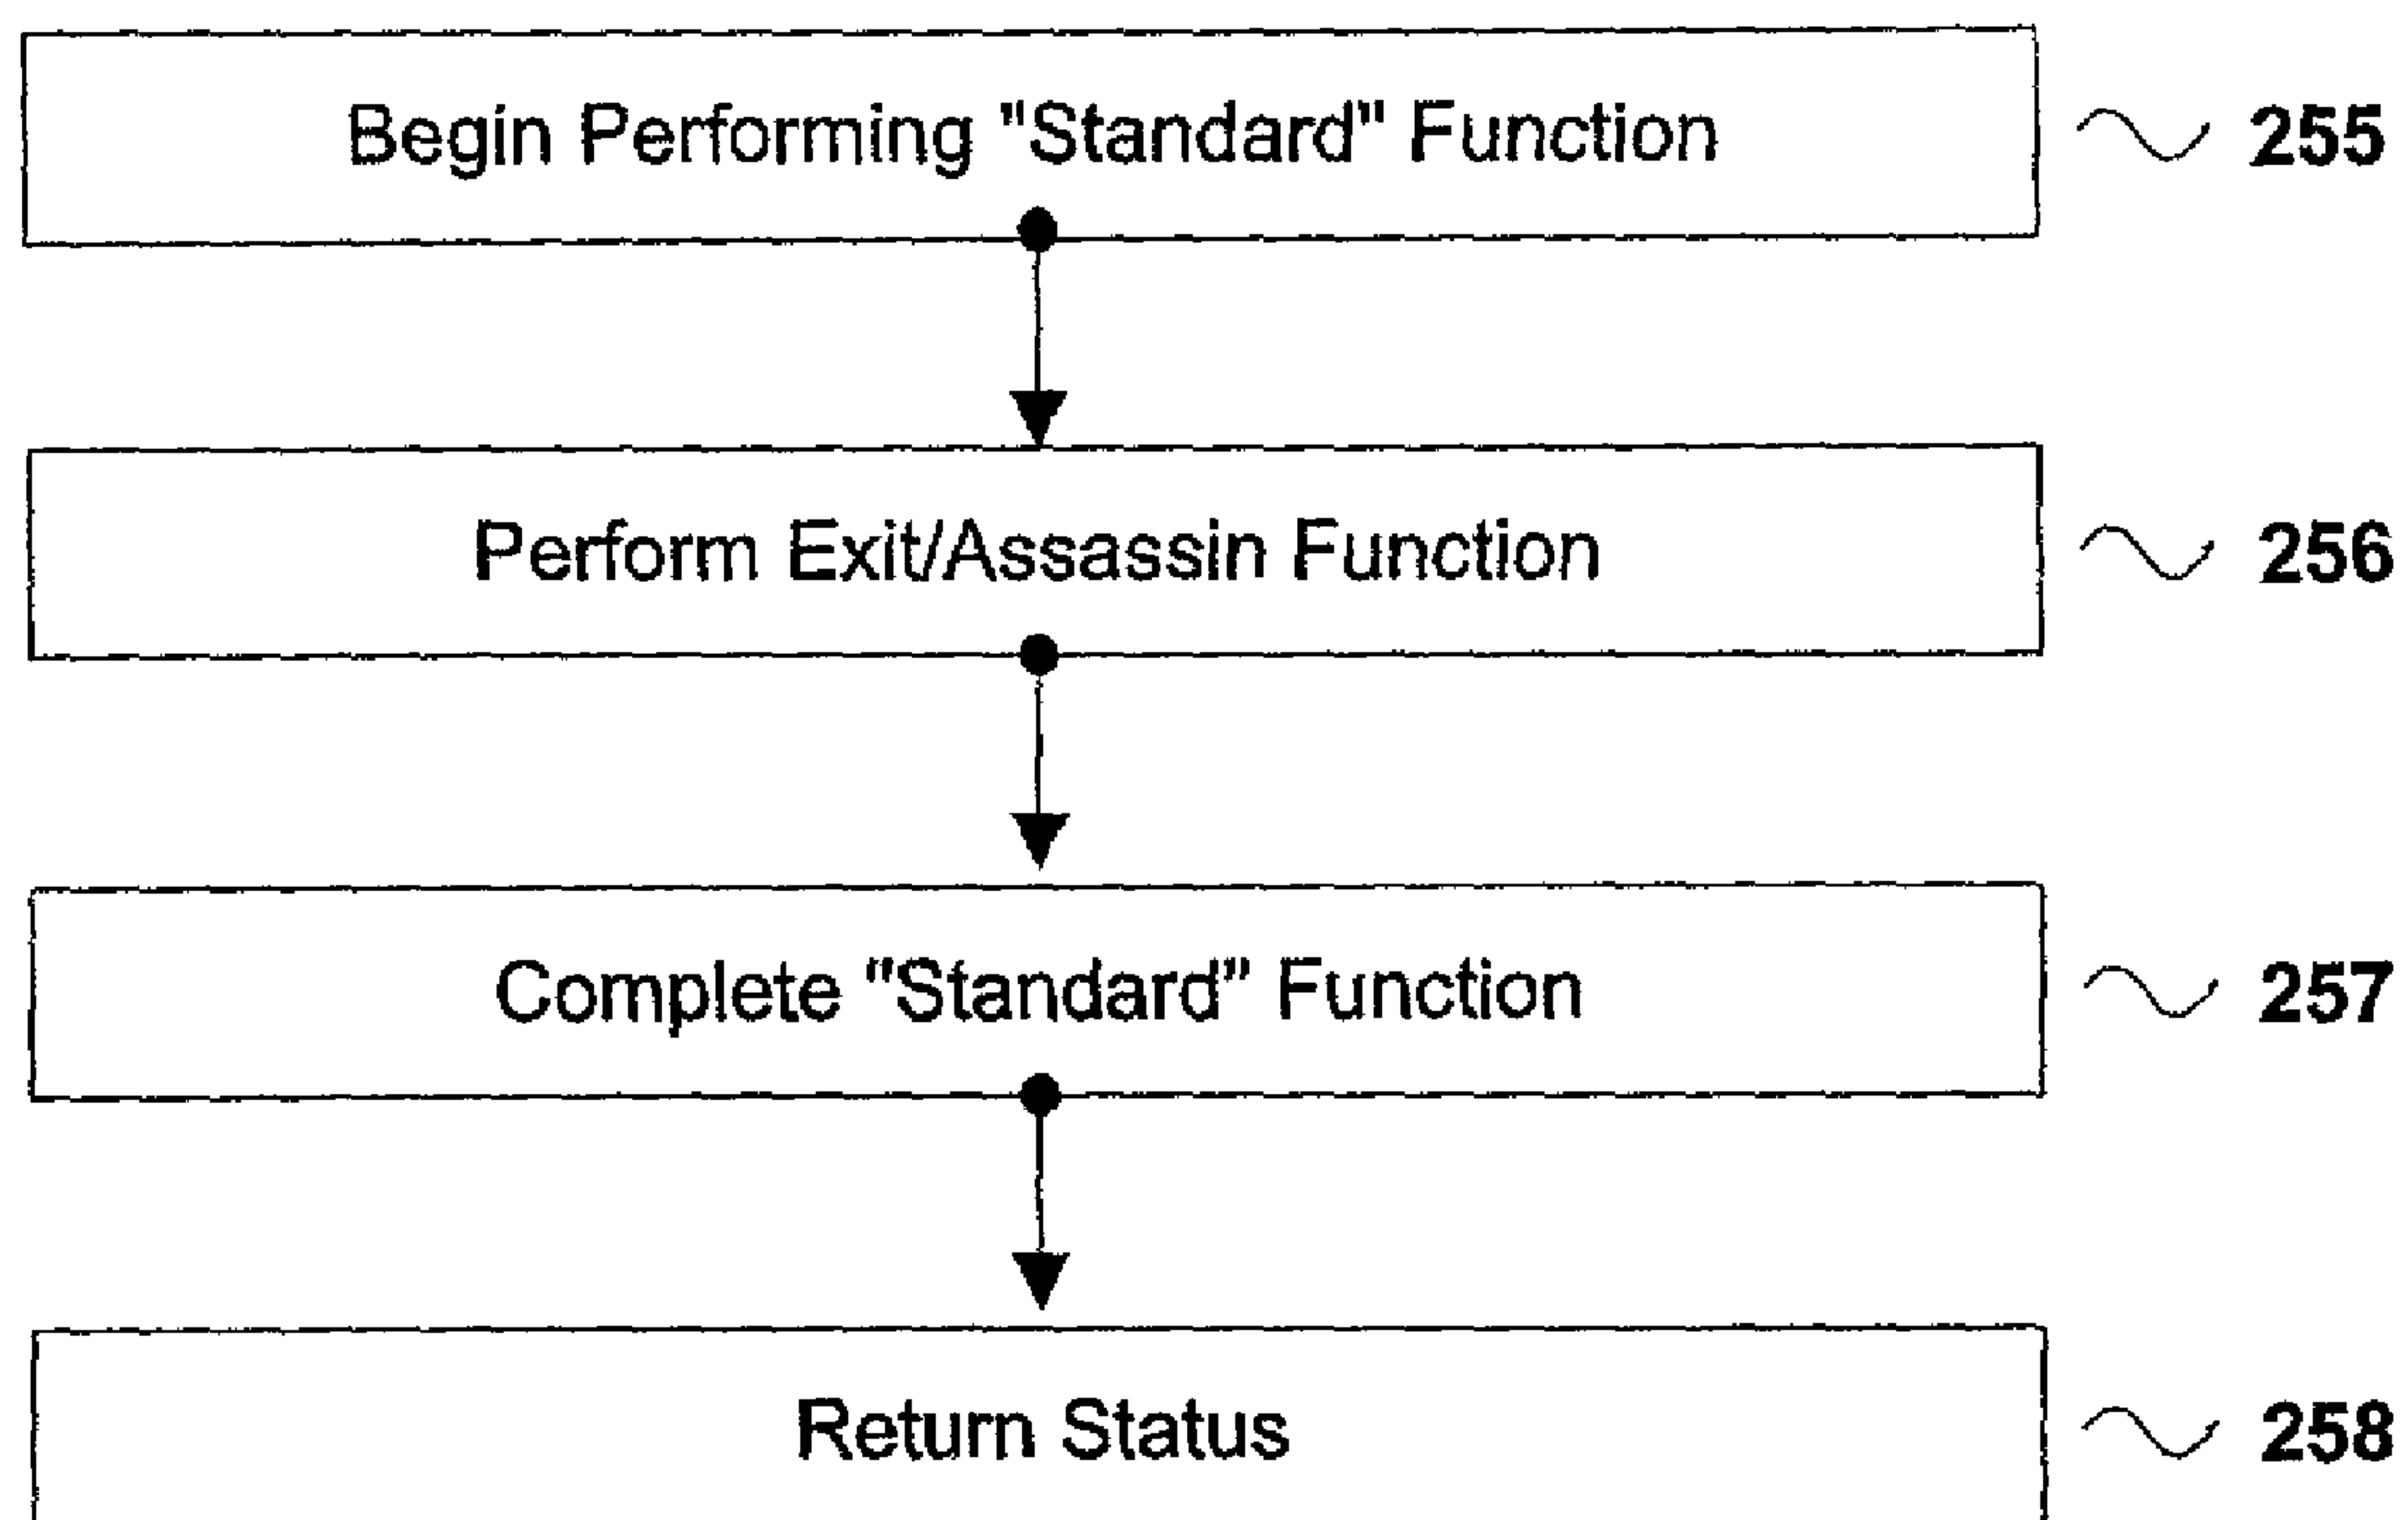 Begin Performing "Standard" Function 255
Perform Exit/Assassin Function 256
Complete "Standard" Function 257
Return Status 258